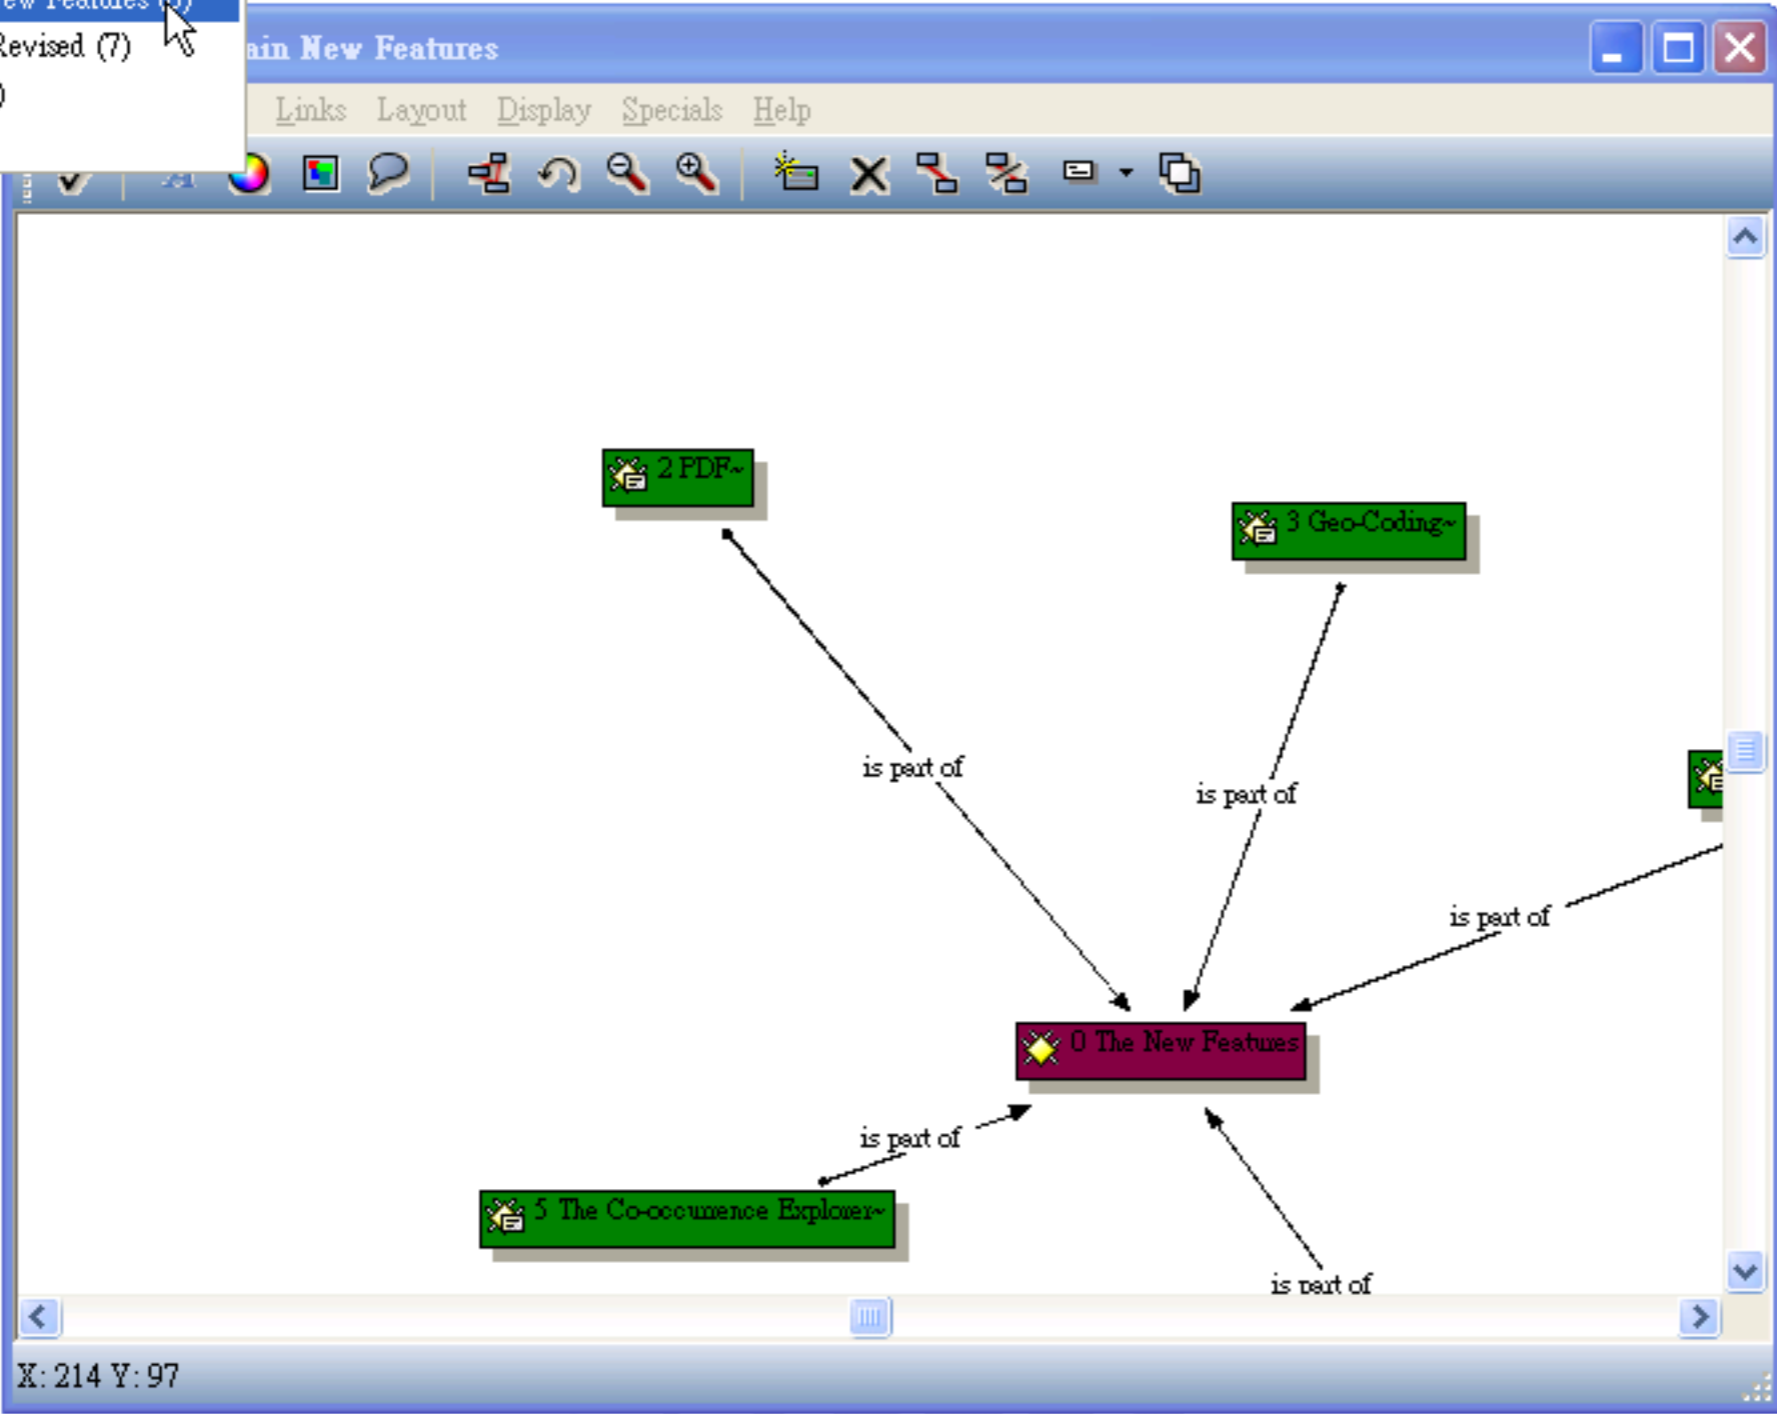 ew Features
Revised (7)
)
ain New Features
Links Layout Display Specials Help
2 PDF~
3 Geo-Coding~
is part of
is part of
is part of
0 The New Features
is part of
5 The Co-occurrence Explorer~
is part of
X: 214 Y: 97